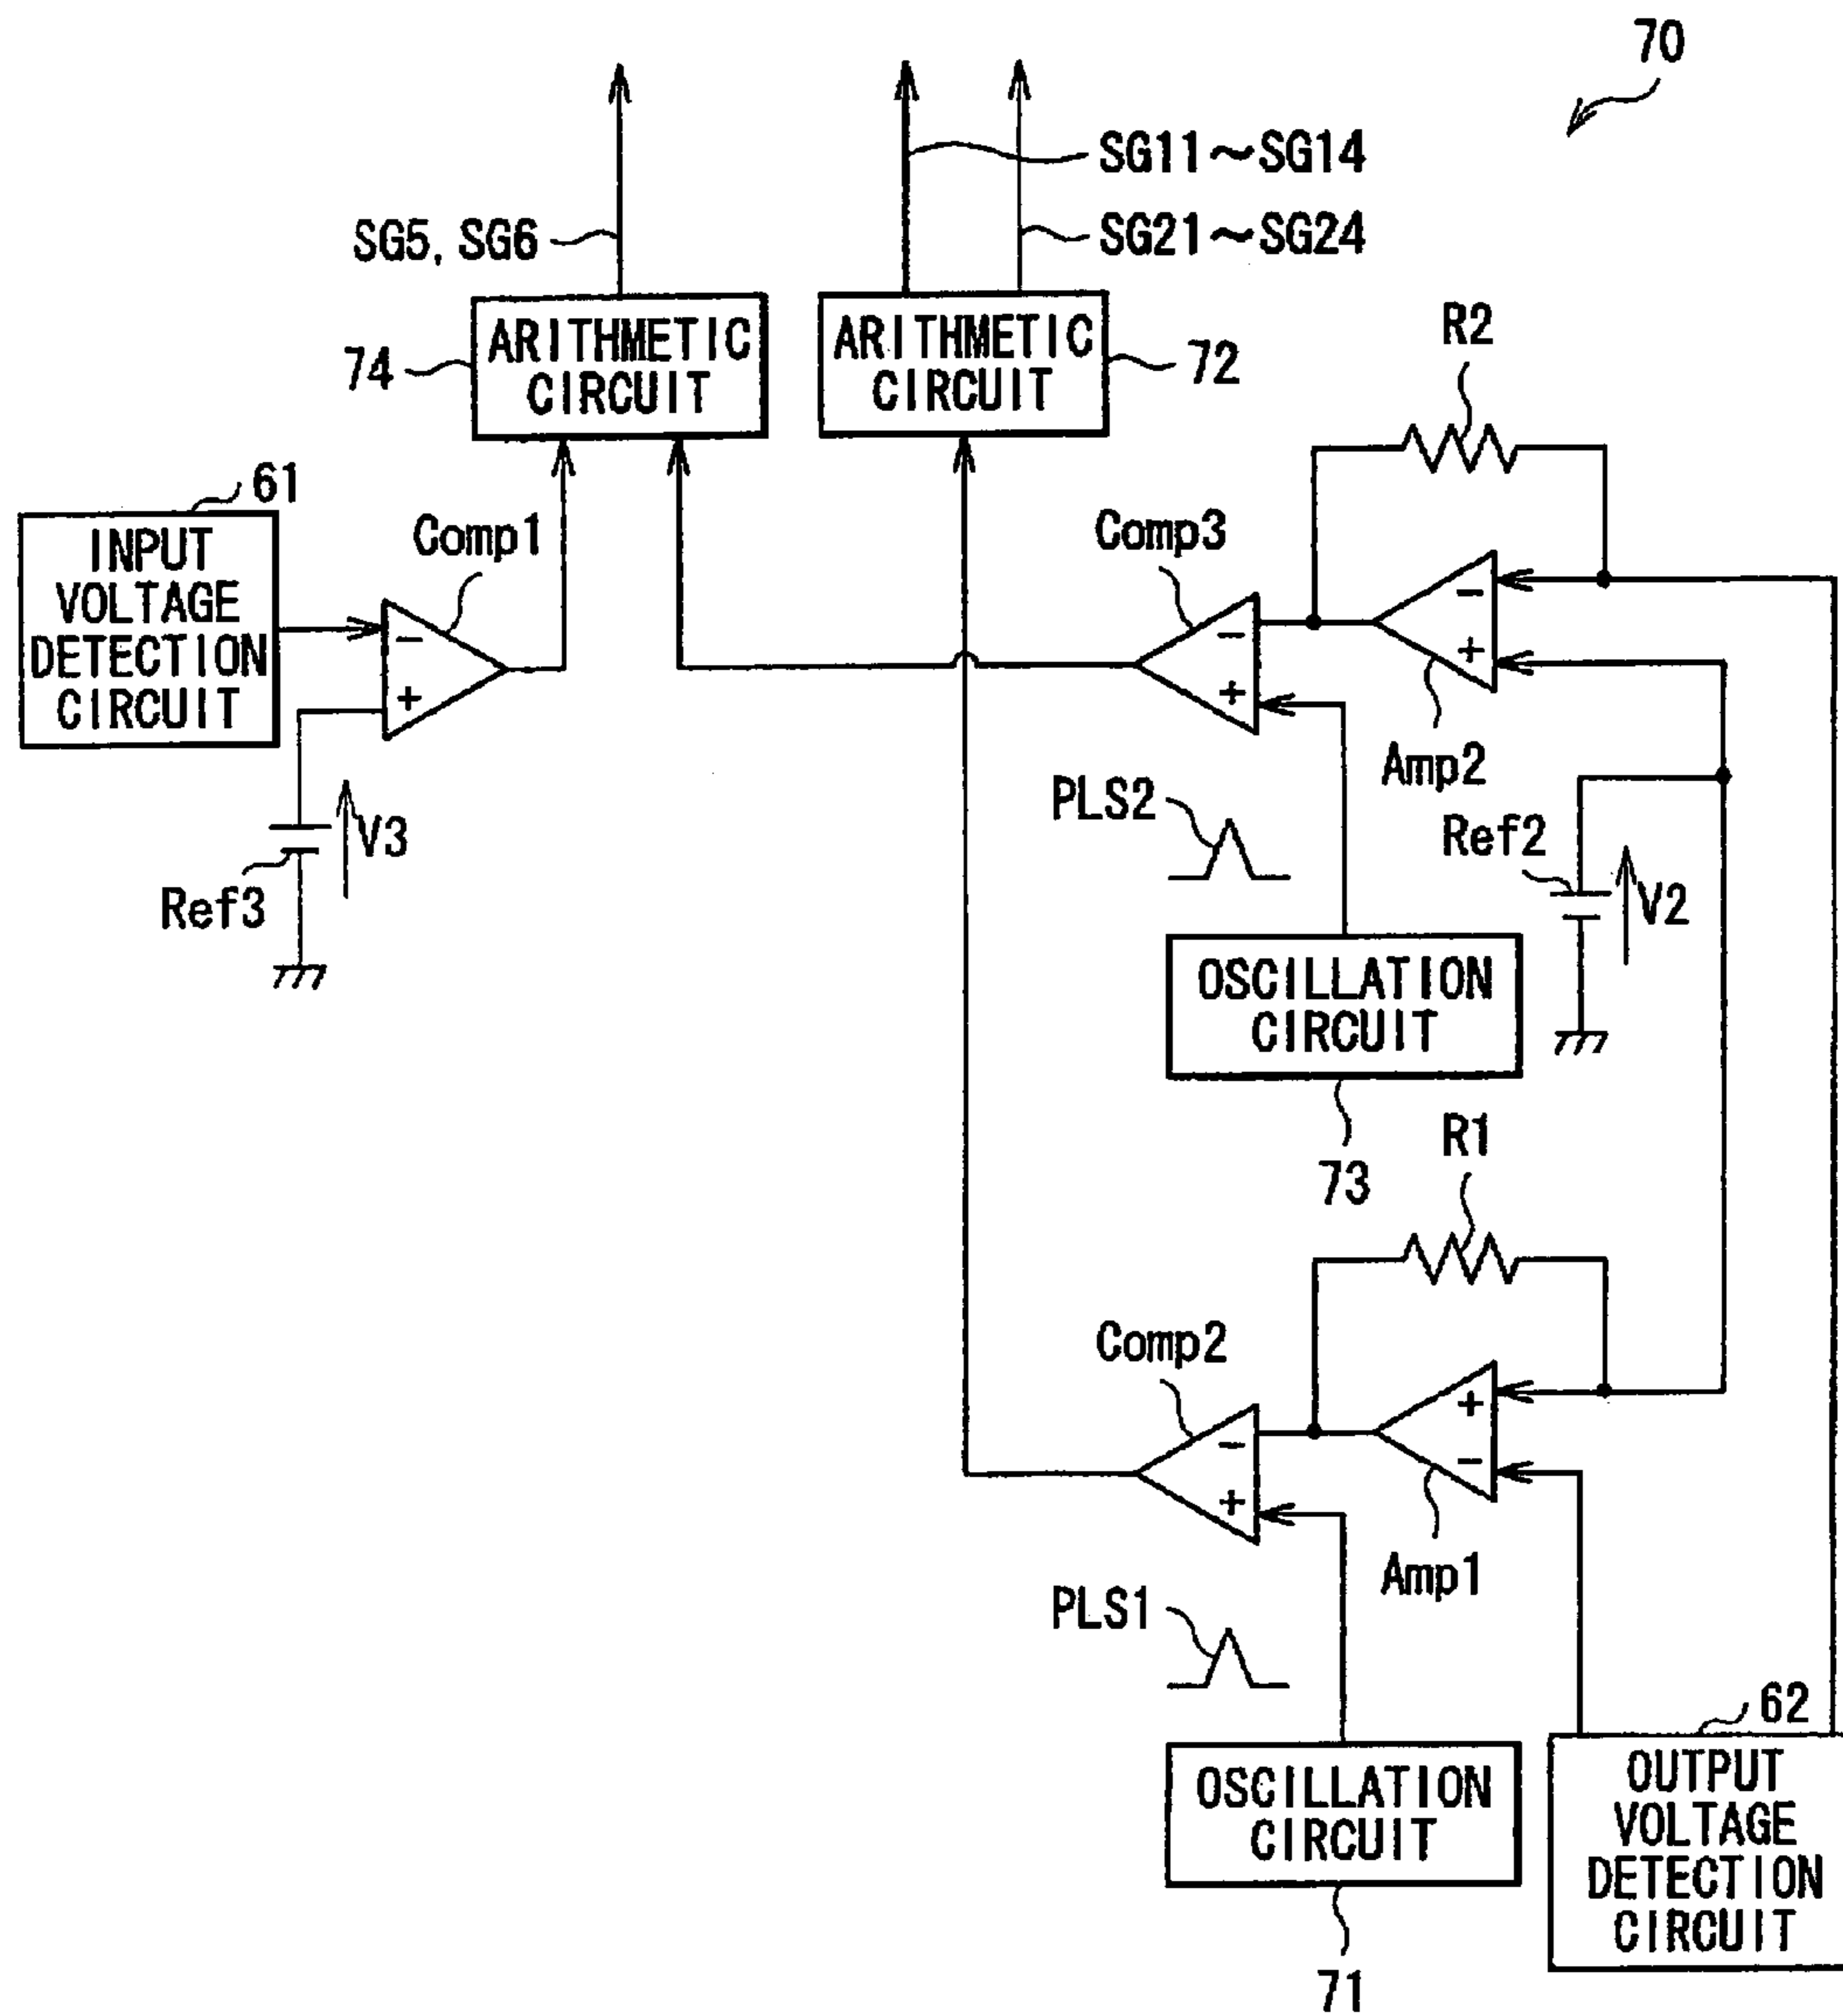 70
SG11~SG14
SG5, SG6
SG21~SG24
ARITHMETIC
CIRCUIT
74
ARITHMETIC
CIRCUIT
72
R2
61
INPUT
VOLTAGE
DETECTION
CIRCUIT
Comp1
-
+
Comp3
-
+
-
+
Amp2
V3
Ref3
PLS2
Ref2
V2
OSCILLATION
CIRCUIT
73
R1
Comp2
-
+
+
-
Amp1
PLS1
62
OSCILLATION
CIRCUIT
71
OUTPUT
VOLTAGE
DETECTION
CIRCUIT